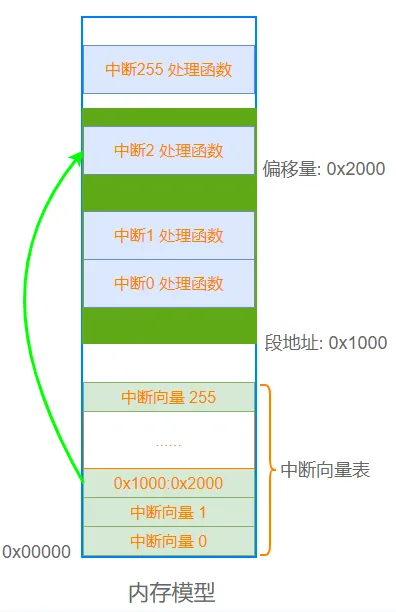 中断255 处理函数
中断2 处理函数
偏移量: 0x2000
中断1 处理函数
中断0 处理函数
段地址: 0x1000
中断向量 255
......
中断向量表
0x1000:0x2000
中断向量 1
中断向量 0
0x00000
内存模型